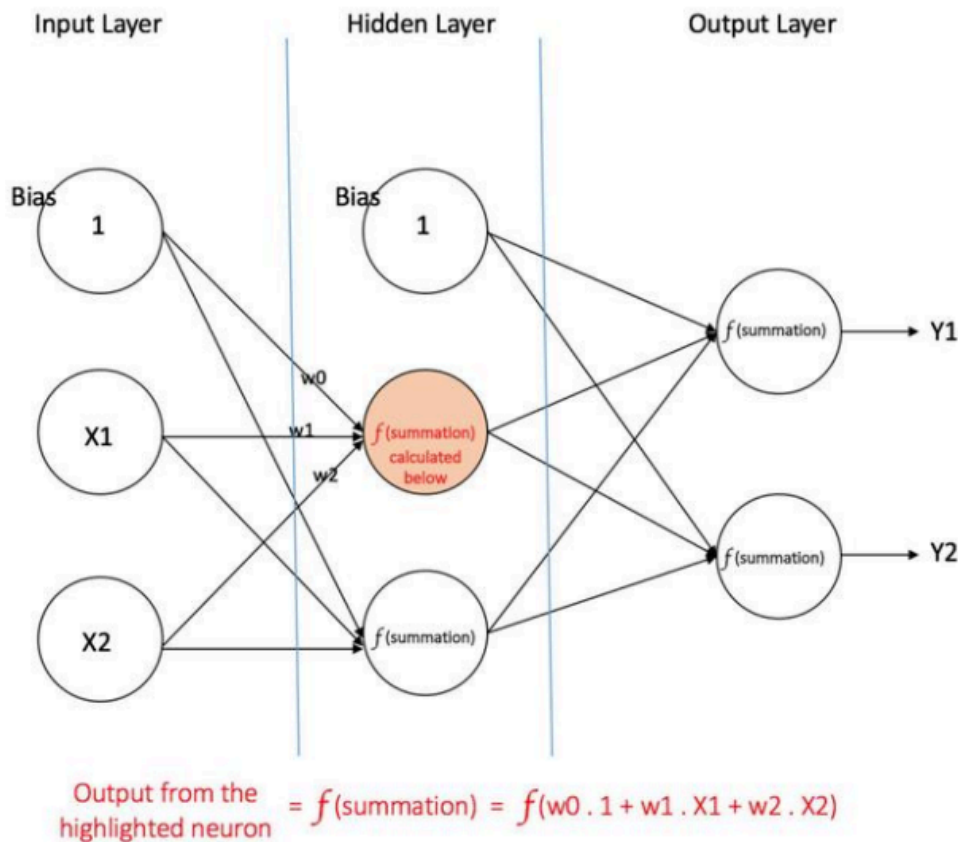 Input Layer
Hidden Layer
Output Layer
Bias
1
Bias
1
f(summation)
Y1
w0
X1
w1
f(summation)
calculated
below
w2
f(summation)
Y2
X2
f(summation)
Output from the
highlighted neuron
= f(summation) = f(w0 . 1 + w1 . X1 + w2 . X2)